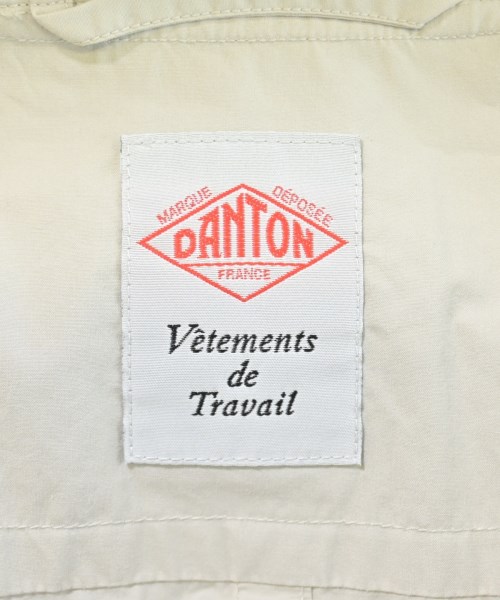 MARQUE DÉPOSÉE
DANTON
FRANCE
Vêtements
de
Travail